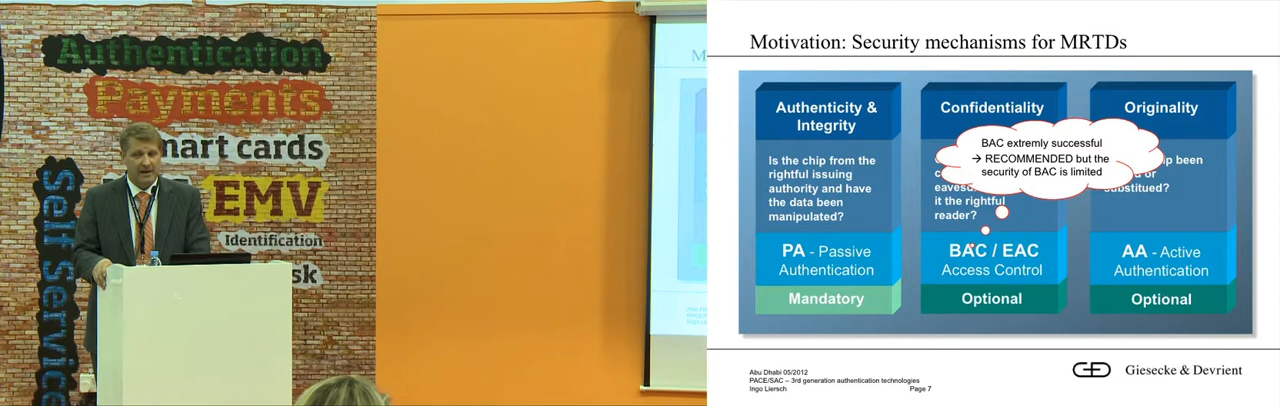 Authentication
Payments
mart cards
EMV
Identification
sk
Self Service
M
Motivation: Security mechanisms for MRTDs
Authenticity &
Integrity
Is the chip from the
rightful issuing
authority and have
the data been
manipulated?
PA - Passive
Authentication
Mandatory
Confidentiality
BAC extremly successful
→ RECOMMENDED but the
security of BAC is limited
eavesd
it the rightful
reader?
BAC / EAC
Access Control
Optional
Originality
ip been
d or
substitued?
AA - Active
Authentication
Optional
Abu Dhabi 05/2012
PACE/SAC – 3rd generation authentication technologies
Ingo Liersch Page 7
Giesecke & Devrient